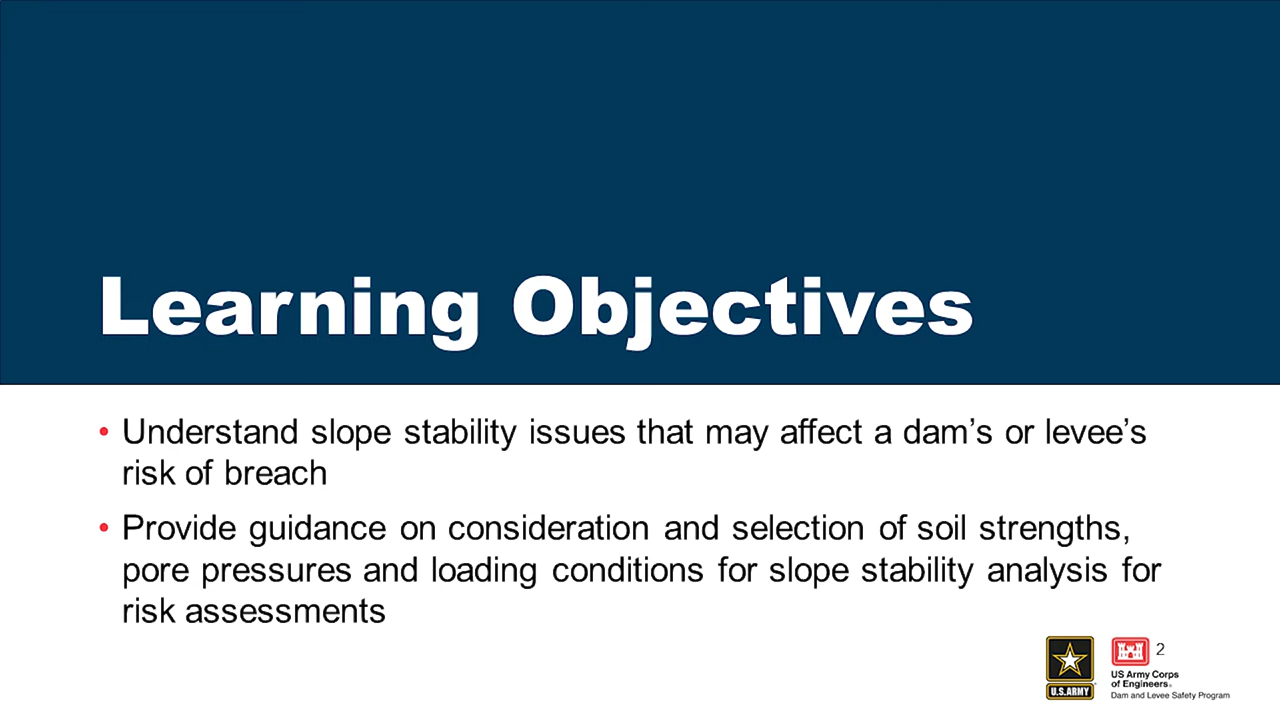 Learning Objectives
• Understand slope stability issues that may affect a dam’s or levee’s
risk of breach
• Provide guidance on consideration and selection of soil strengths,
pore pressures and loading conditions for slope stability analysis for
risk assessments
2
U.S. ARMY
US Army Corps
of Engineers®
Dam and Levee Safety Program